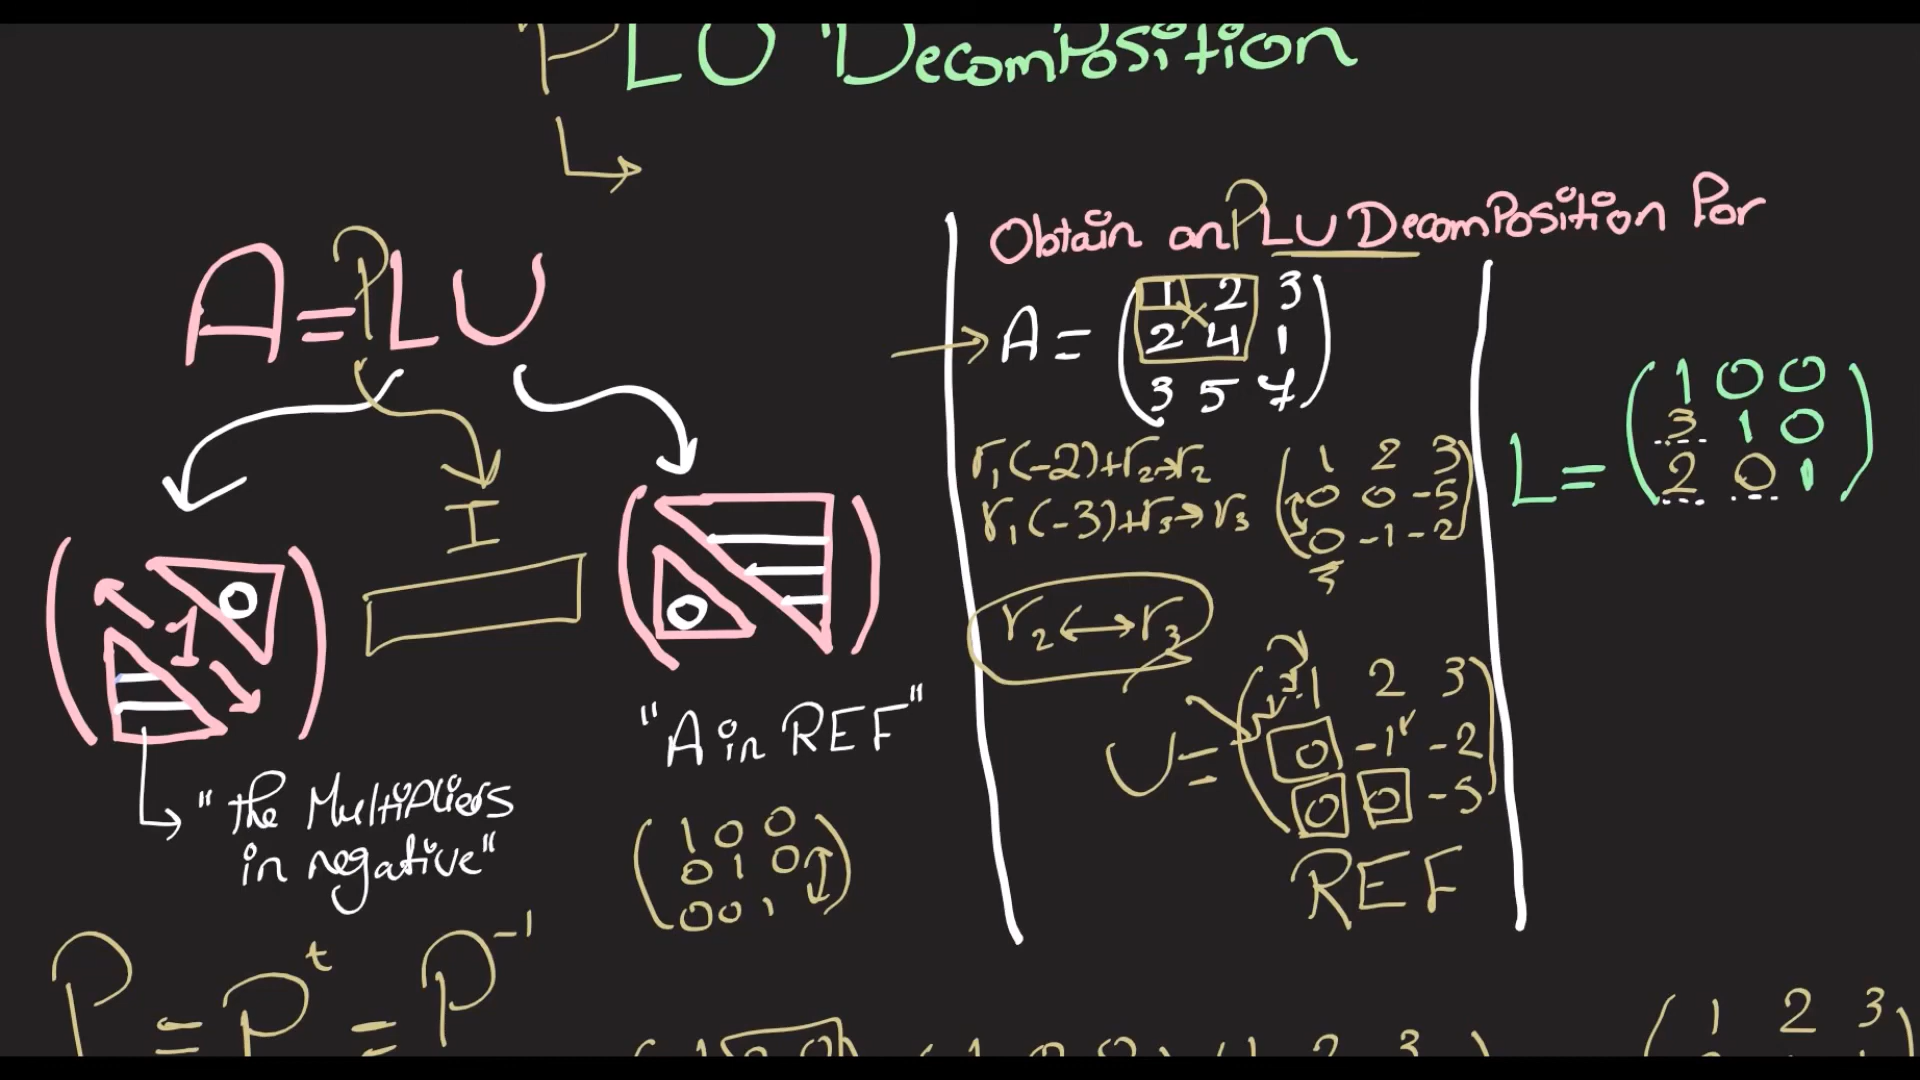 PLU Decomposition
A=PLU
I
"the Multipliers
in negative"
"A in REF"
1 0 0
0 1 0
0 0 1
P = P^t = P^-1
Obtain an PLU Decomposition for
A = 1 2 3
2 4 1
3 5 7
r1(-2)+r2→r2
r1(-3)+r3→r3
1 2 3
0 0 -5
0 -1 -2
r2↔r3
U= 1 2 3
0 -1 -2
0 0 -5
REF
L= 1 0 0
3 1 0
2 0 1
1 2 3